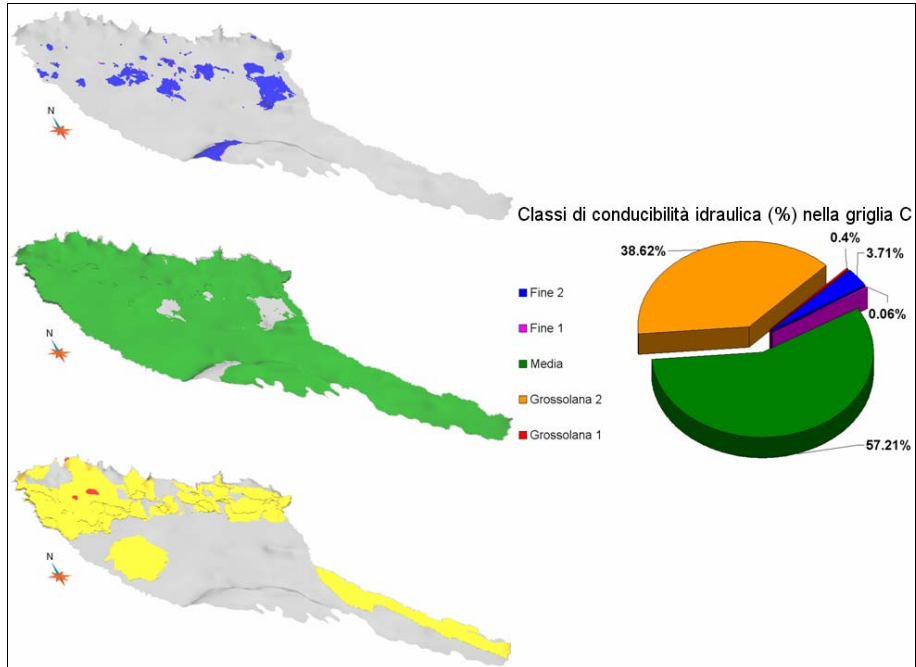 N
Classi di conducibilità idraulica (%) nella griglia C
38.62%
0.4%
3.71%
0.06%
57.21%
Fine 2
Fine 1
Media
Grossolana 2
Grossolana 1
N
N